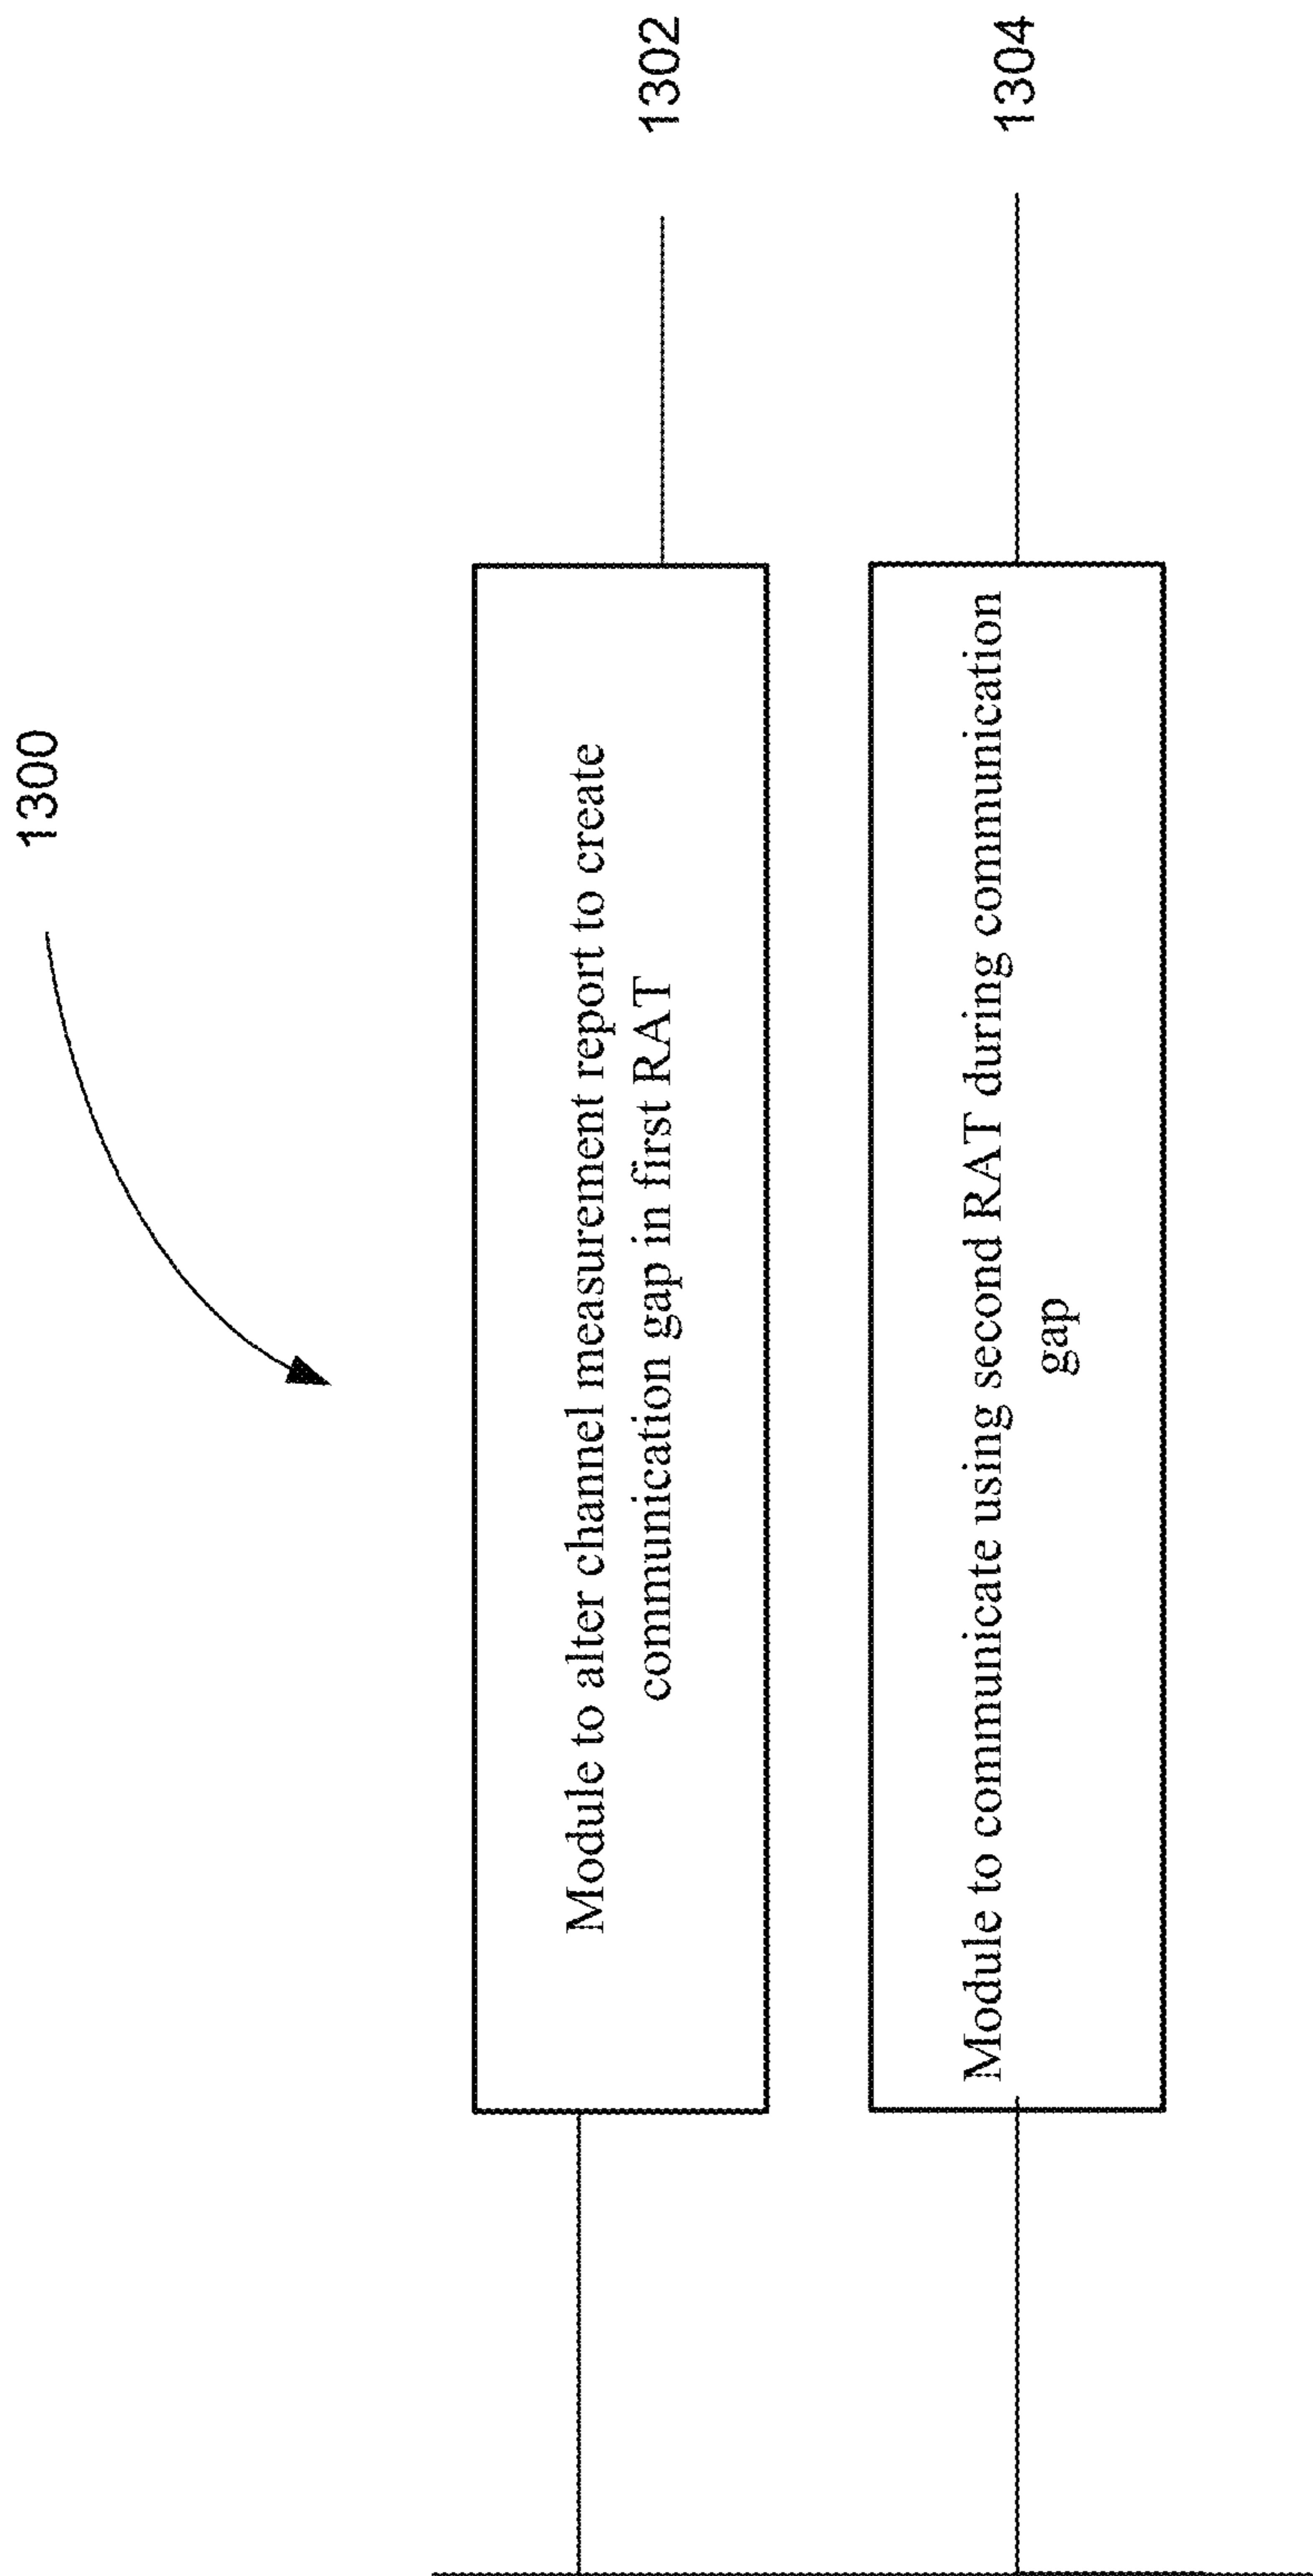 1300
Module to alter channel measurement report to create
communication gap in first RAT
1302
Module to communicate using second RAT during communication
gap
1304